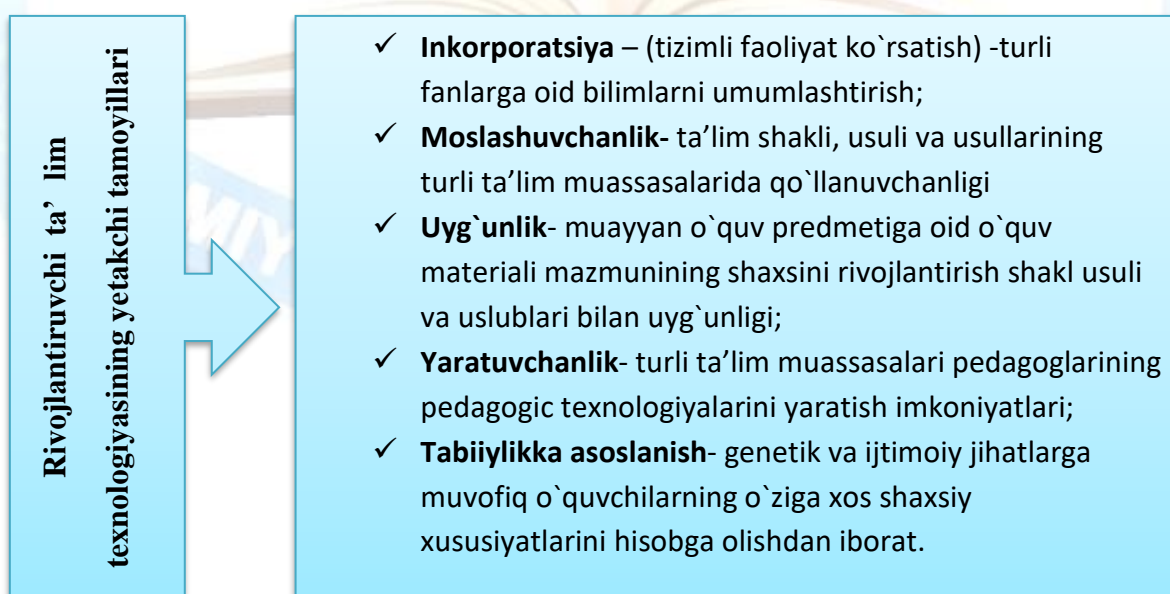 Rivojlantiruvchi ta’ lim
texnologiyasining yetakchi tamoyillari
✓ Inkorporatsiya – (tizimli faoliyat ko`rsatish) -turli
fanlarga oid bilimlarni umumlashtirish;
✓ Moslashuvchanlik- ta’lim shakli, usuli va usullarining
turli ta’lim muassasalarida qo`llanuvchanligi
✓ Uyg`unlik- muayyan o`quv predmetiga oid o`quv
materiali mazmunining shaxsini rivojlantirish shakl usuli
va uslublari bilan uyg`unligi;
✓ Yaratuvchanlik- turli ta’lim muassasalari pedagoglarining
pedagogic texnologiyalarini yaratish imkoniyatlari;
✓ Tabiiylikka asoslanish- genetik va ijtimoiy jihatlarga
muvofiq o`quvchilarning o`ziga xos shaxsiy
xususiyatlarini hisobga olishdan iborat.